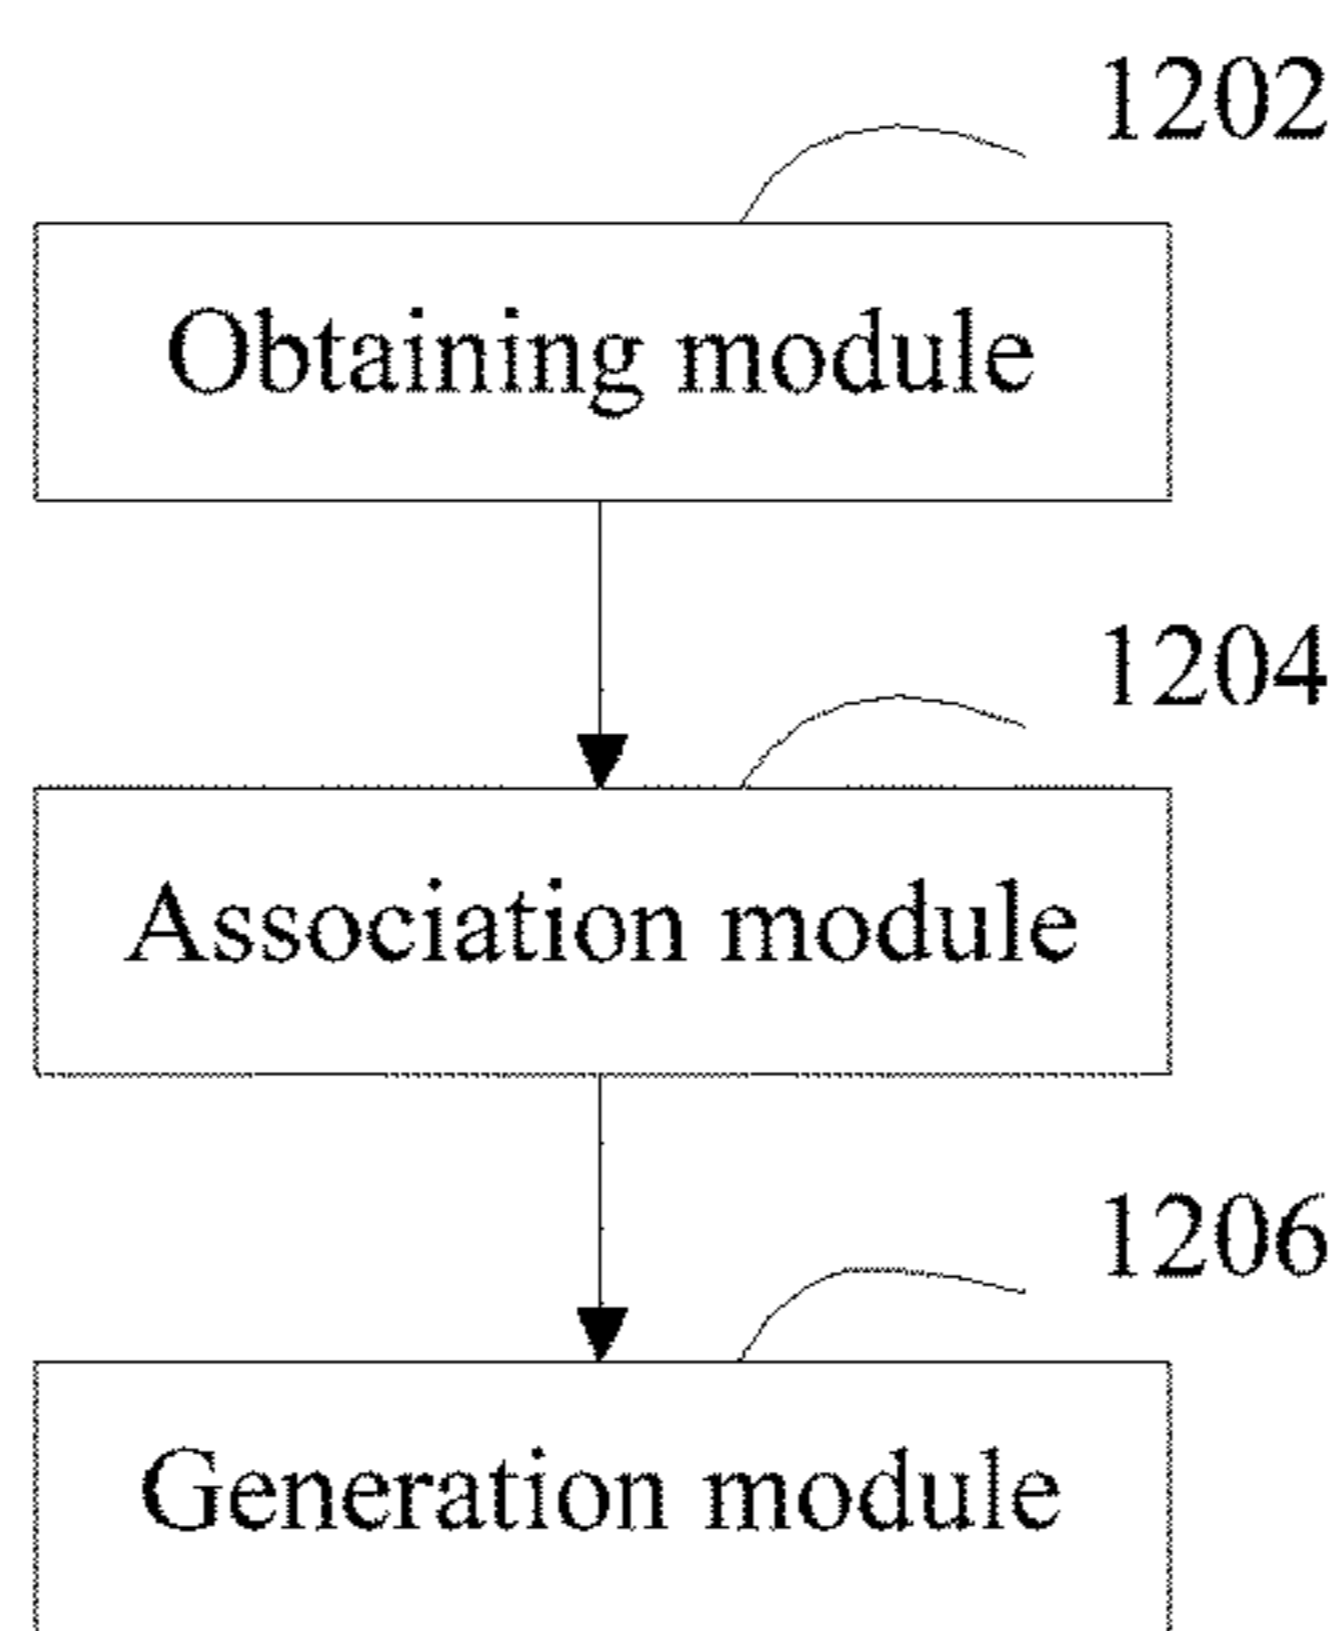 1202
Obtaining module
1204
Association module
1206
Generation module